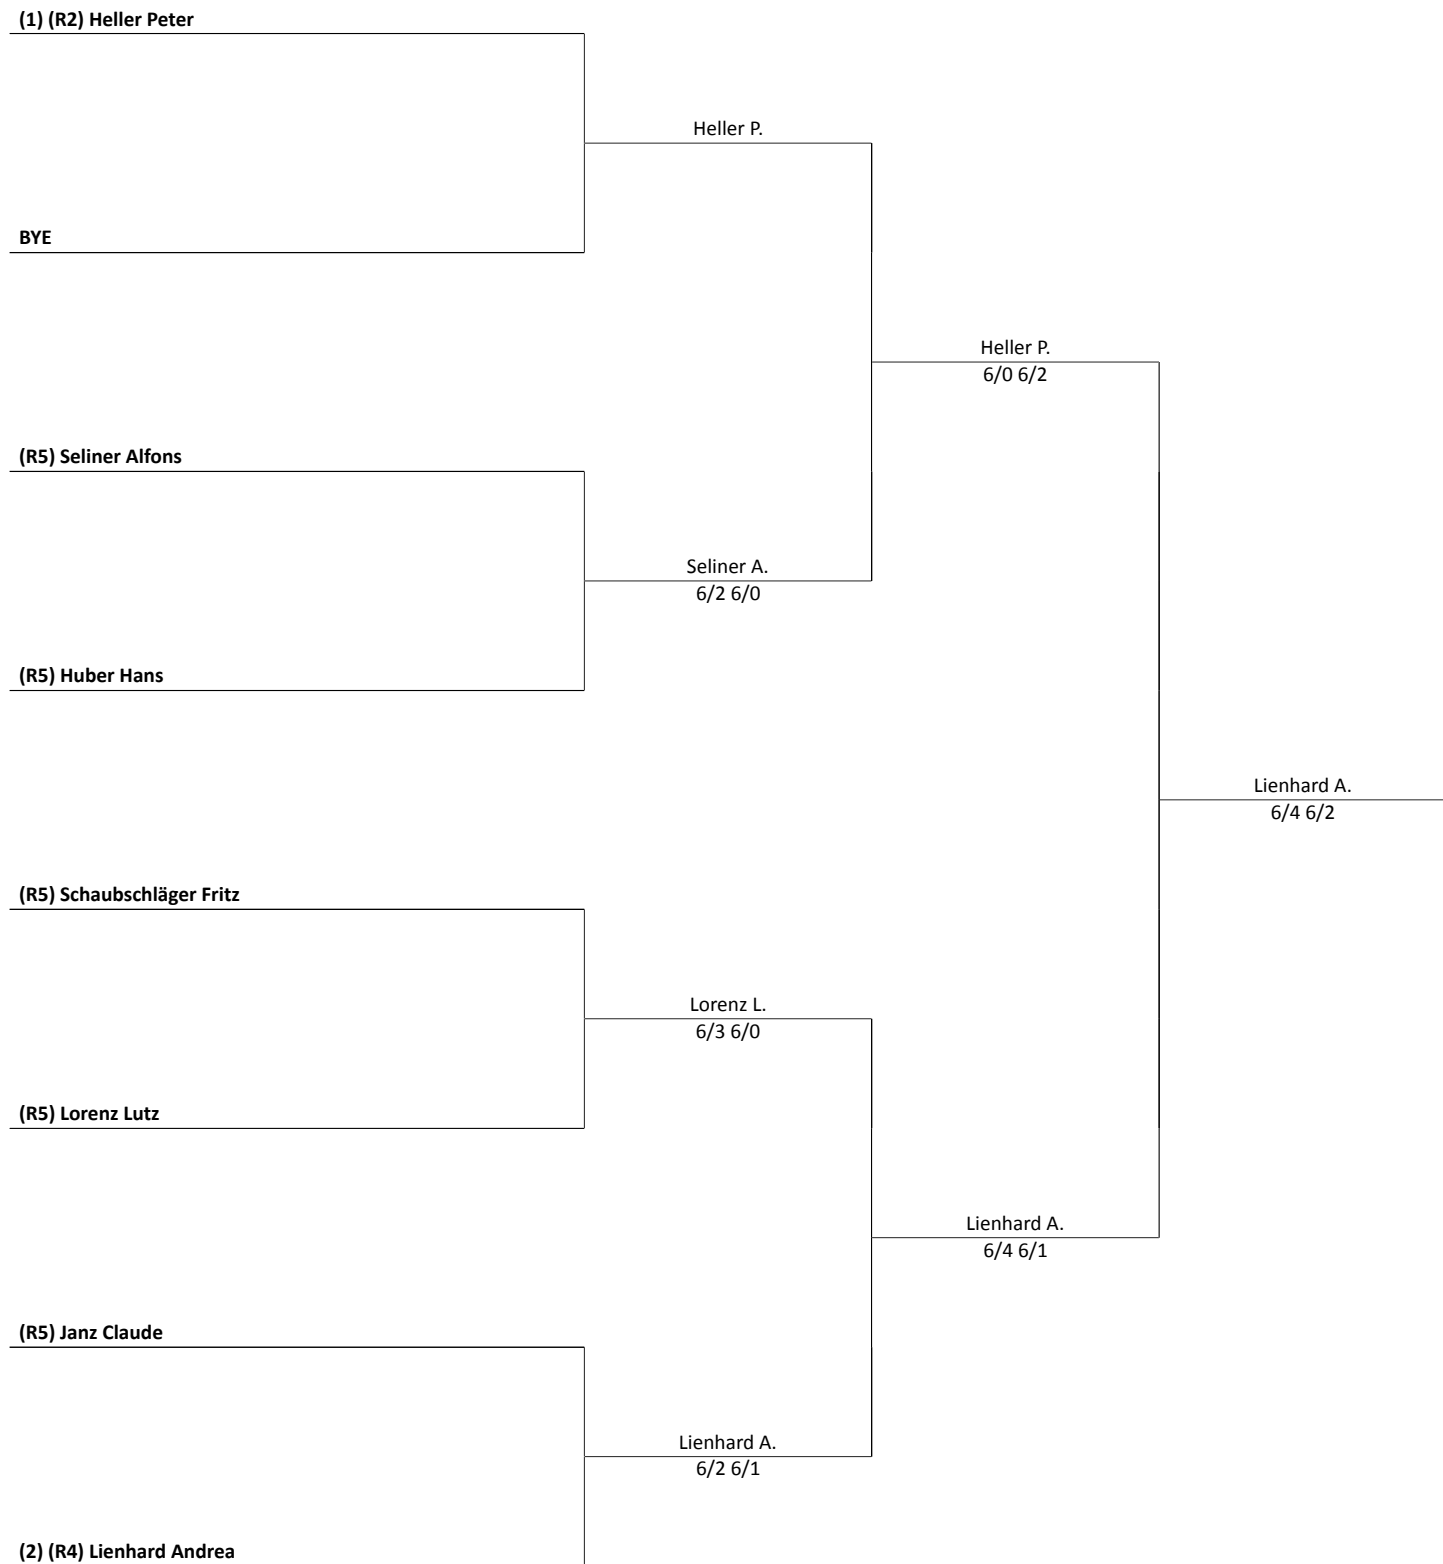 (1) (R2) Heller Peter
Heller P.
BYE
Heller P.
6/0 6/2
(R5) Seliner Alfons
Seliner A.
6/2 6/0
(R5) Huber Hans
Lienhard A.
6/4 6/2
(R5) Schaubschläger Fritz
Lorenz L.
6/3 6/0
(R5) Lorenz Lutz
Lienhard A.
6/4 6/1
(R5) Janz Claude
Lienhard A.
6/2 6/1
(2) (R4) Lienhard Andrea